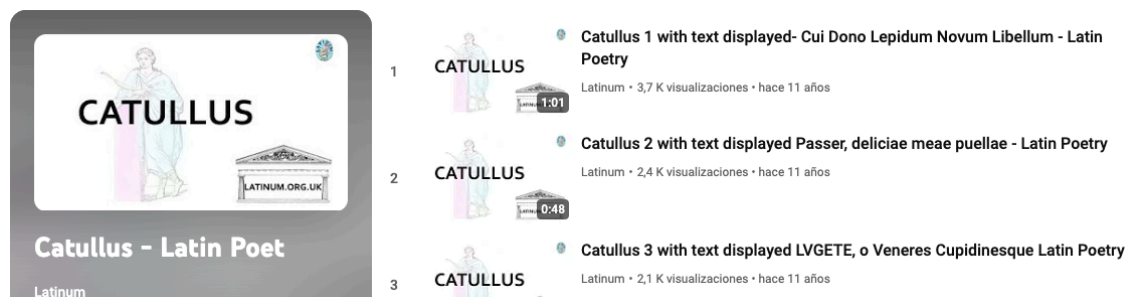 CATULLUS
LATINUM.ORG.UK
Catullus - Latin Poet
Latinum
1
CATULLUS
1:01
Catullus 1 with text displayed- Cui Dono Lepidum Novum Libellum - Latin
Poetry
Latinum • 3,7 K visualizaciones • hace 11 años
2
CATULLUS
0:48
Catullus 2 with text displayed Passer, deliciae meae puellae - Latin Poetry
Latinum • 2,4 K visualizaciones • hace 11 años
3
CATULLUS
Catullus 3 with text displayed LVGETE, o Veneres Cupidinesque Latin Poetry
Latinum • 2,1 K visualizaciones • hace 11 años